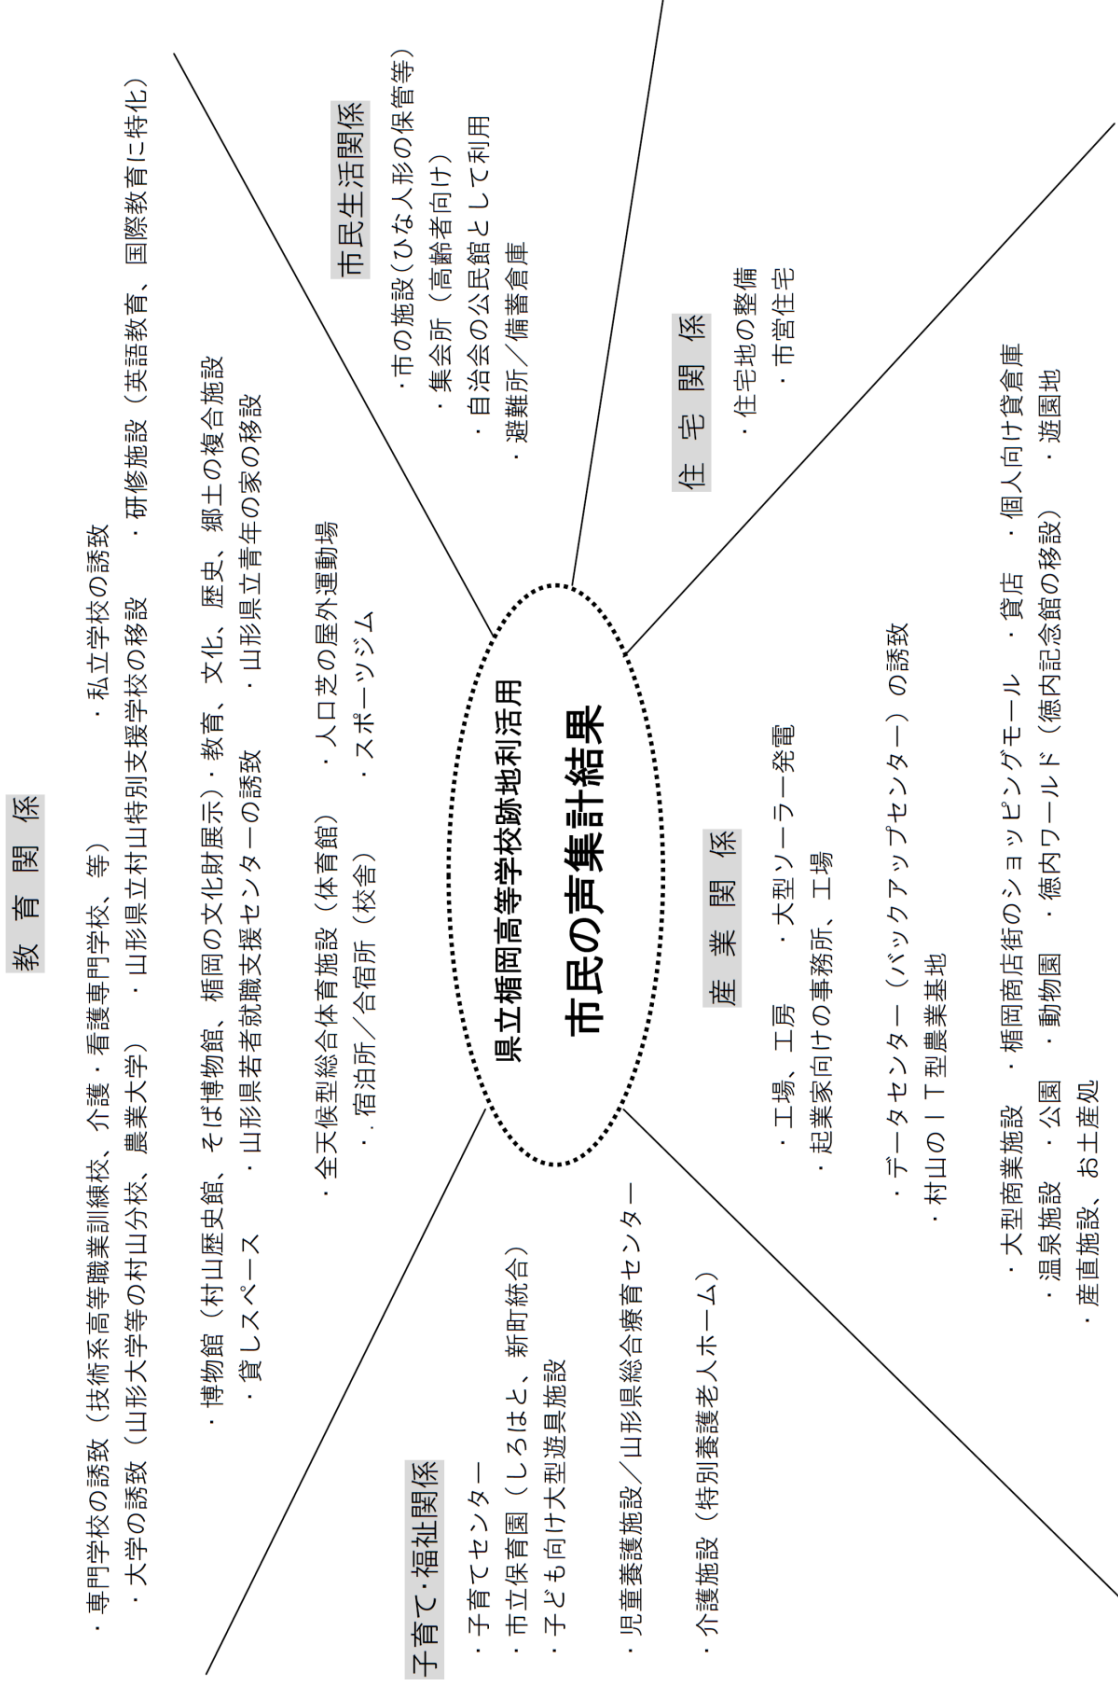 教育関係
・専門学校の誘致（技術系高等職業訓練校、介護・看護専門学校、等） ・私立学校の誘致
・大学の誘致（山形大学等の村山分校、農業大学） ・山形県立村山特別支援学校の移設 ・研修施設（英語教育、国際教育に特化）
・博物館（村山歴史館、そば博物館、楯岡の文化財展示）・教育、文化、歴史、郷土の複合施設
・貸しスペース ・山形県若者就職支援センターの誘致 ・山形県立青年の家の移設
・全天候型総合体育施設（体育館） ・人口芝の屋外運動場
・．宿泊所／合宿所（校舎） ・スポーツジム
市民生活関係
・市の施設（ひな人形の保管等）
・集会所（高齢者向け）
・自治会の公民館として利用
・避難所／備蓄倉庫
子育て・福祉関係
・子育てセンター
・市立保育園（しろはと、新町統合）
・子ども向け大型遊具施設
・児童養護施設／山形県総合療育センター
・介護施設（特別養護老人ホーム）
県立楯岡高等学校跡地利活用
市民の声集計結果
住宅関係
・住宅地の整備
・市営住宅
産業関係
・工場、工房 ・大型ソーラー発電
・起業家向けの事務所、工場
・データセンター（バックアップセンター）の誘致
・村山のＩＴ型農業基地
・大型商業施設 ・楯岡商店街のショッピングモール ・貸店 ・個人向け貸倉庫
・温泉施設 ・公園 ・動物園 ・徳内ワールド（徳内記念館の移設） ・遊園地
・産直施設、お土産処